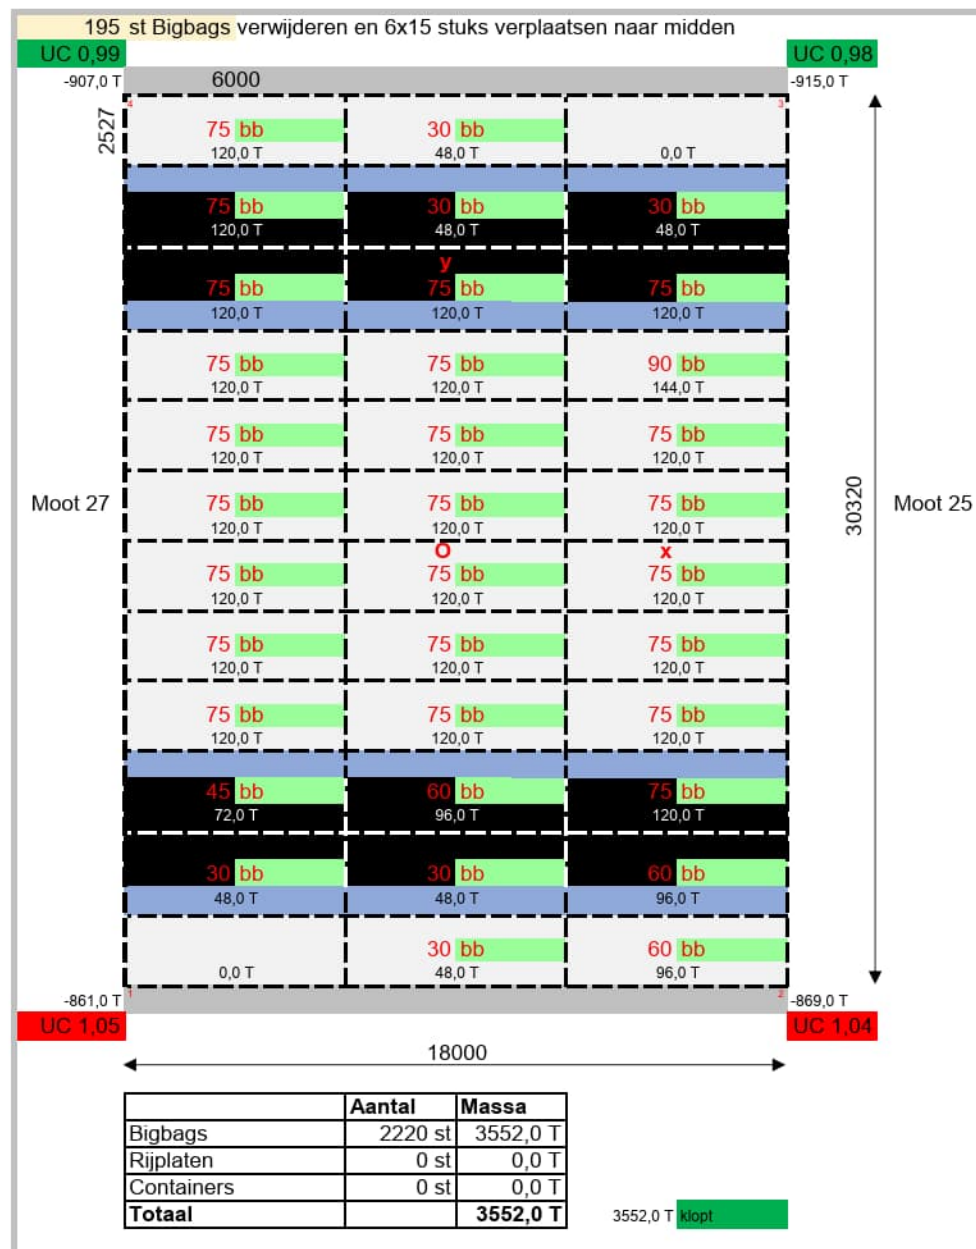 195 st Bigbags verwijderen en 6x15 stuks verplaatsen naar midden
UC 0,99 UC 0,98
-907,0 T 6000 -915,0 T
4 3
2527
75 bb 30 bb
120,0 T 48,0 T 0,0 T
75 bb 30 bb 30 bb
120,0 T 48,0 T 48,0 T
y
75 bb 75 bb 75 bb
120,0 T 120,0 T 120,0 T
75 bb 75 bb 90 bb
120,0 T 120,0 T 144,0 T
75 bb 75 bb 75 bb
120,0 T 120,0 T 120,0 T
Moot 27 75 bb 75 bb 75 bb 30320 Moot 25
120,0 T 120,0 T 120,0 T
O x
75 bb 75 bb 75 bb
120,0 T 120,0 T 120,0 T
75 bb 75 bb 75 bb
120,0 T 120,0 T 120,0 T
75 bb 75 bb 75 bb
120,0 T 120,0 T 120,0 T
45 bb 60 bb 75 bb
72,0 T 96,0 T 120,0 T
30 bb 30 bb 60 bb
48,0 T 48,0 T 96,0 T
30 bb 60 bb
0,0 T 48,0 T 96,0 T
1 2
-861,0 T -869,0 T
UC 1,05 UC 1,04
18000
Aantal Massa
Bigbags 2220 st 3552,0 T
Rijplaten 0 st 0,0 T
Containers 0 st 0,0 T
Totaal 3552,0 T 3552,0 T klopt